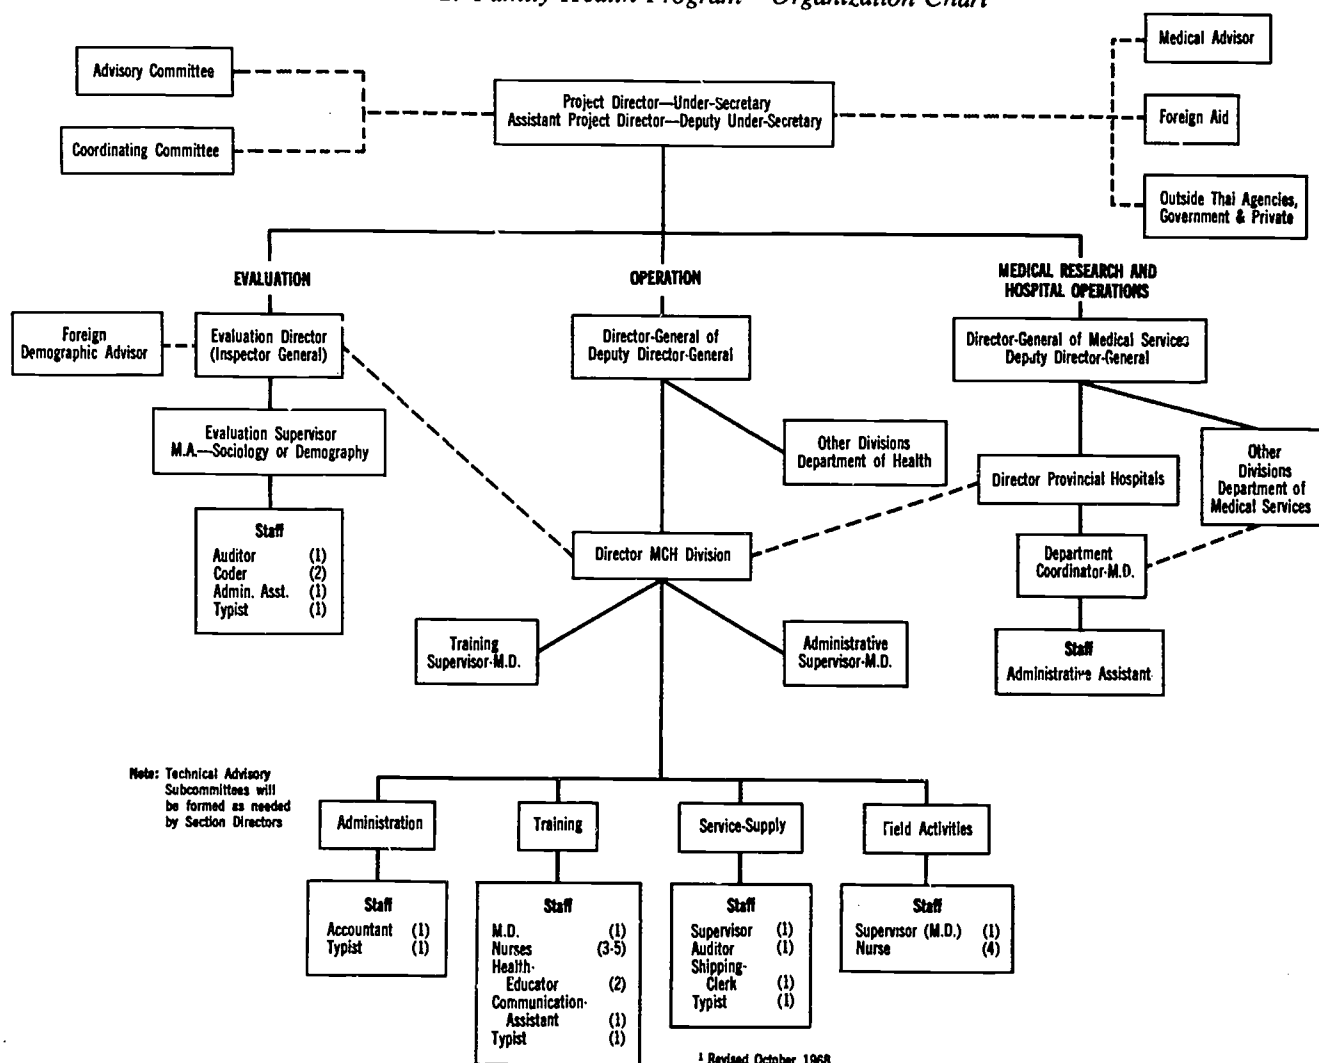 Family Health Program—Organization Chart
Advisory Committee
Coordinating Committee
Project Director—Under-Secretary
Assistant Project Director—Deputy Under-Secretary
Medical Advisor
Foreign Aid
Outside Thai Agencies,
Government & Private
EVALUATION
OPERATION
MEDICAL RESEARCH AND
HOSPITAL OPERATIONS
Foreign
Demographic Advisor
Evaluation Director
(Inspector General)
Director-General of
Deputy Director-General
Director-General of Medical Services
Deputy Director-General
Evaluation Supervisor
M.A.—Sociology or Demography
Other Divisions
Department of Health
Director Provincial Hospitals
Other
Divisions
Department of
Medical Services
Staff
Auditor (1)
Coder (2)
Admin. Asst. (1)
Typist (1)
Director MCH Division
Department
Coordinator-M.D.
Training
Supervisor-M.D.
Administrative
Supervisor-M.D.
Staff
Administrative Assistant
Note: Technical Advisory
Subcommittees will
be formed as needed
by Section Directors
Administration
Training
Service-Supply
Field Activities
Staff
Accountant (1)
Typist (1)
Staff
M.D. (1)
Nurses (3-5)
Health-
Educator (2)
Communication-
Assistant (1)
Typist (1)
Staff
Supervisor (1)
Auditor (1)
Shipping-
Clerk (1)
Typist (1)
Staff
Supervisor (M.D.) (1)
Nurse (4)
1 Revised October 1968